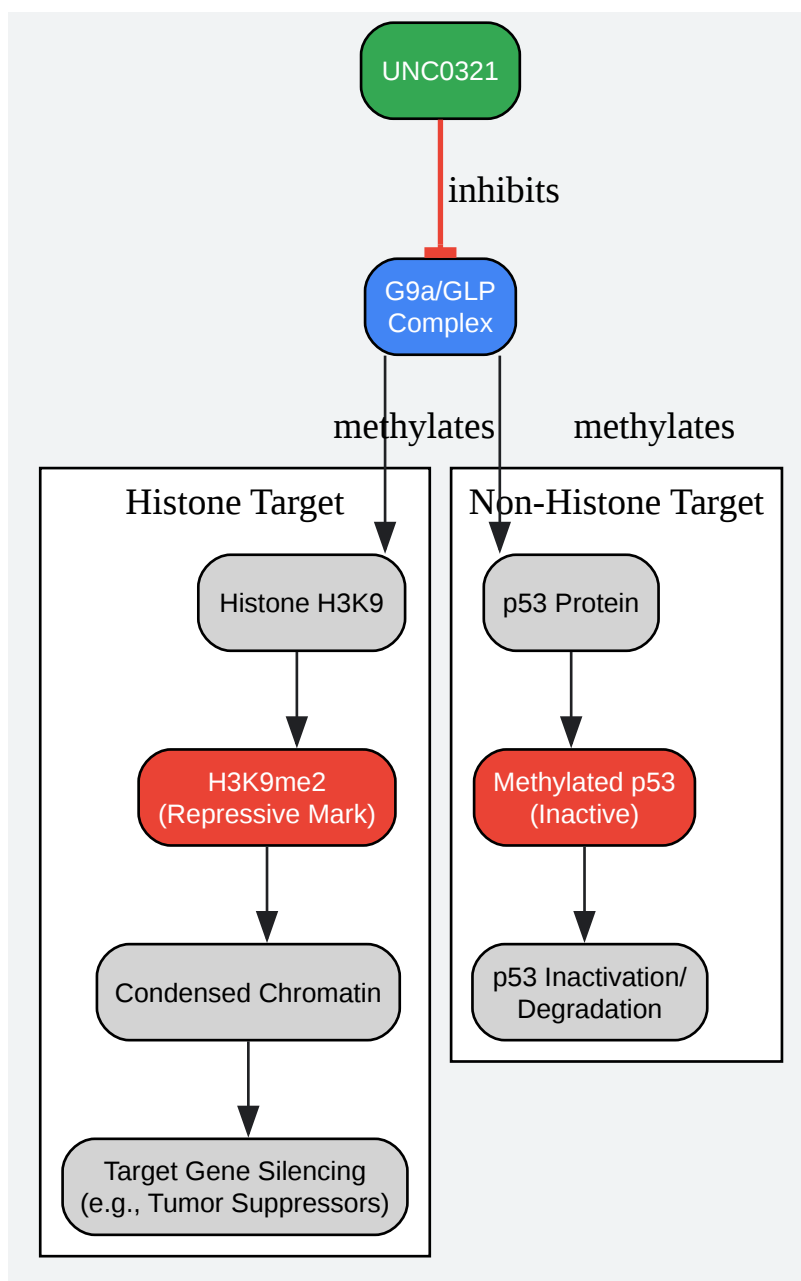 UNC0321
inhibits
G9a/GLP
Complex
methylates
methylates
Histone Target
Non-Histone Target
Histone H3K9
p53 Protein
H3K9me2
(Repressive Mark)
Methylated p53
(Inactive)
Condensed Chromatin
p53 Inactivation/
Degradation
Target Gene Silencing
(e.g., Tumor Suppressors)